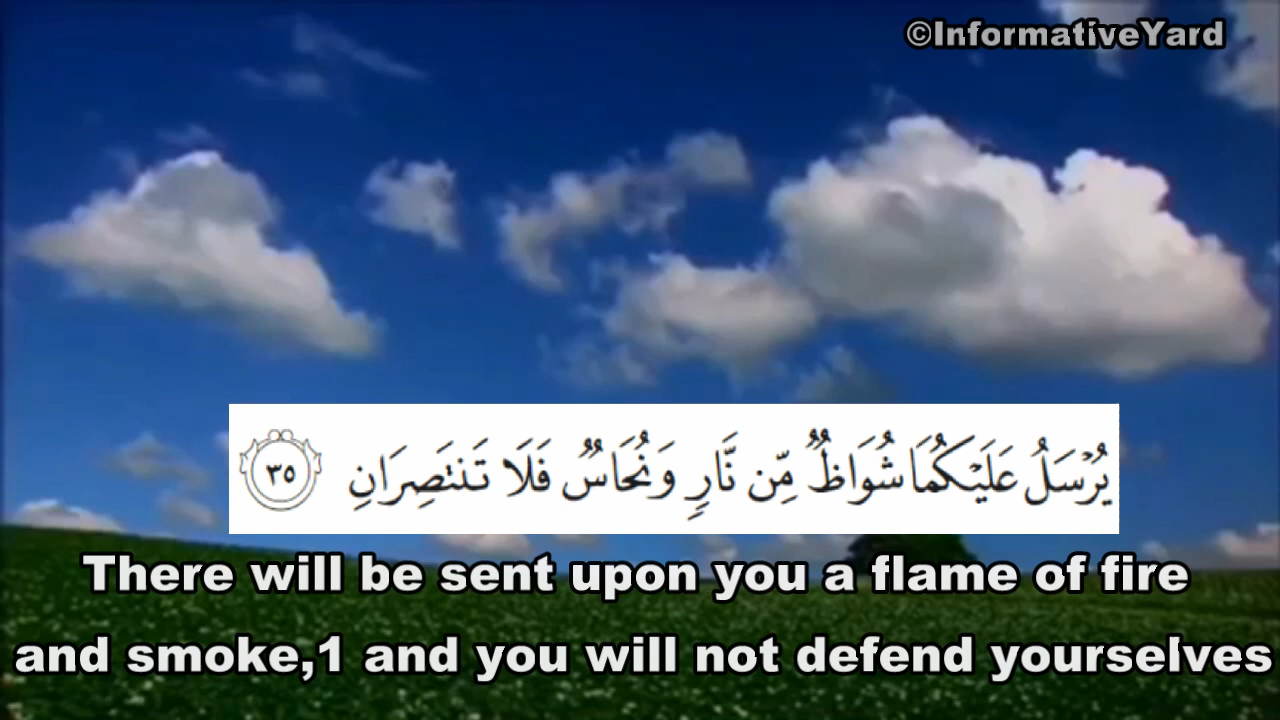 ©InformativeYard
يُرْسَلُ عَلَيْكُمَا شُوَاظٌ مِّن نَّارٍ وَنُحَاسٌ فَلَا تَنتَصِرَانِ ٣٥
There will be sent upon you a flame of fire
and smoke,1 and you will not defend yourselves